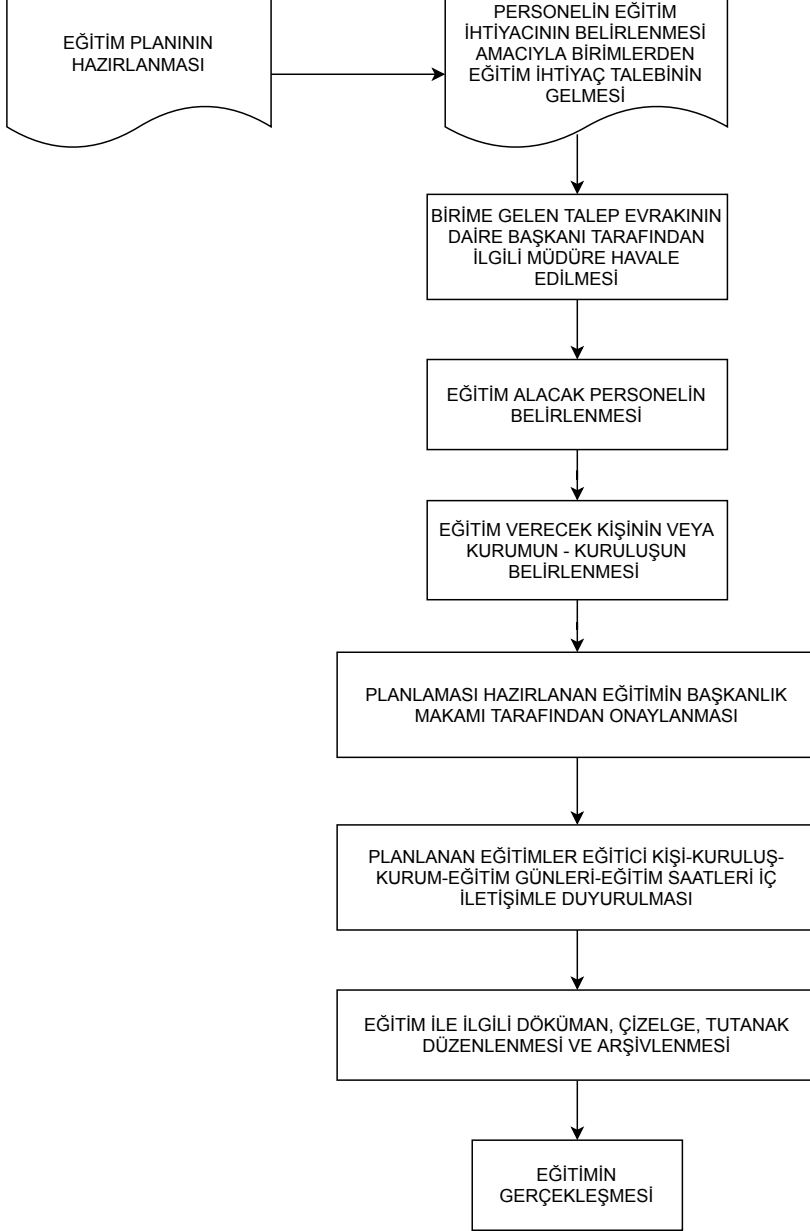 EĞİTİM PLANININ
HAZIRLANMASI
PERSONELİN EĞİTİM
İHTİYACININ BELİRLENMESİ
AMACIYLA BİRİMLERDEN
EĞİTİM İHTİYAÇ TALEBİNİN
GELMESİ
BİRİME GELEN TALEP EVRAKININ
DAİRE BAŞKANI TARAFINDAN
İLGİLİ MÜDÜRE HAVALE
EDİLMESİ
EĞİTİM ALACAK PERSONELİN
BELİRLENMESİ
EĞİTİM VERECEK KİŞİNİN VEYA
KURUMUN - KURULUŞUN
BELİRLENMESİ
PLANLAMASI HAZIRLANAN EĞİTİMİN BAŞKANLIK
MAKAMI TARAFINDAN ONAYLANMASI
PLANLANAN EĞİTİMLER EĞİTİCİ KİŞİ-KURULUŞ-
KURUM-EĞİTİM GÜNLERİ-EĞİTİM SAATLERİ İÇ
İLETİŞİMLE DUYURULMASI
EĞİTİM İLE İLGİLİ DÖKÜMAN, ÇİZELGE, TUTANAK
DÜZENLENMESİ VE ARŞİVLENMESİ
EĞİTİMİN
GERÇEKLEŞMESİ